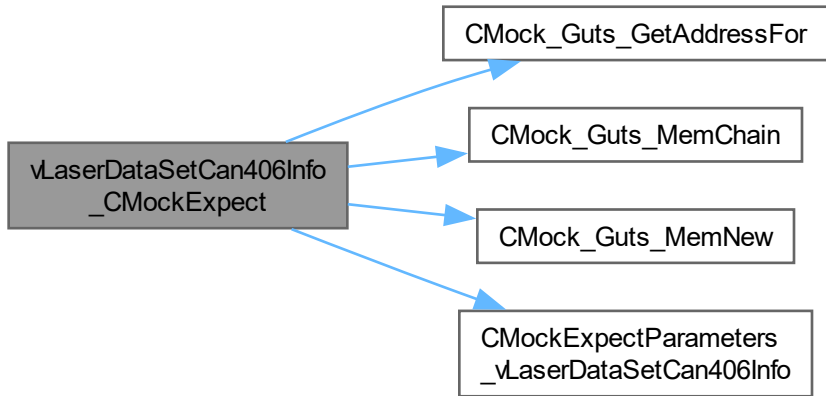 CMock_Guts_GetAddressFor
CMock_Guts_MemChain
vLaserDataSetCan406Info
_CMockExpect
CMock_Guts_MemNew
CMockExpectParameters
_vLaserDataSetCan406Info